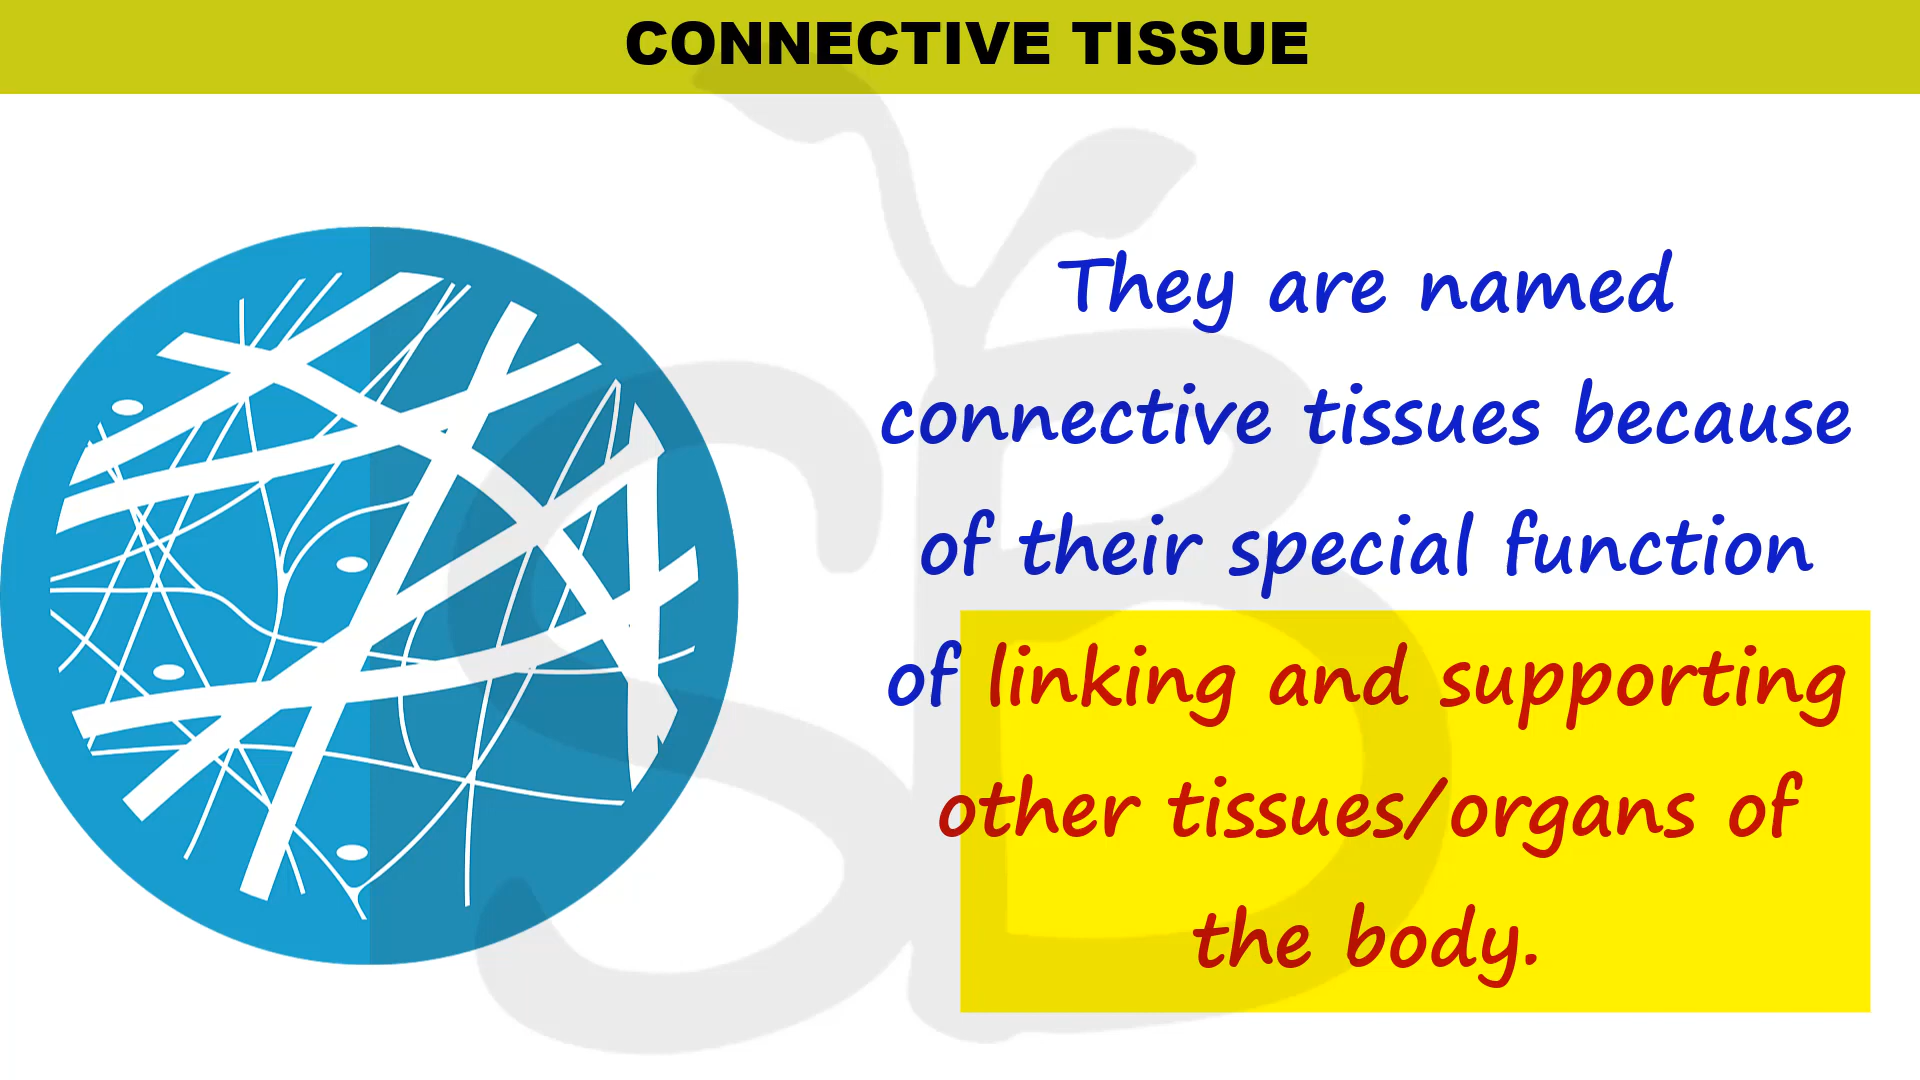 CONNECTIVE TISSUE
They are named
connective tissues because
of their special function
of linking and supporting
other tissues/organs of
the body.
SB